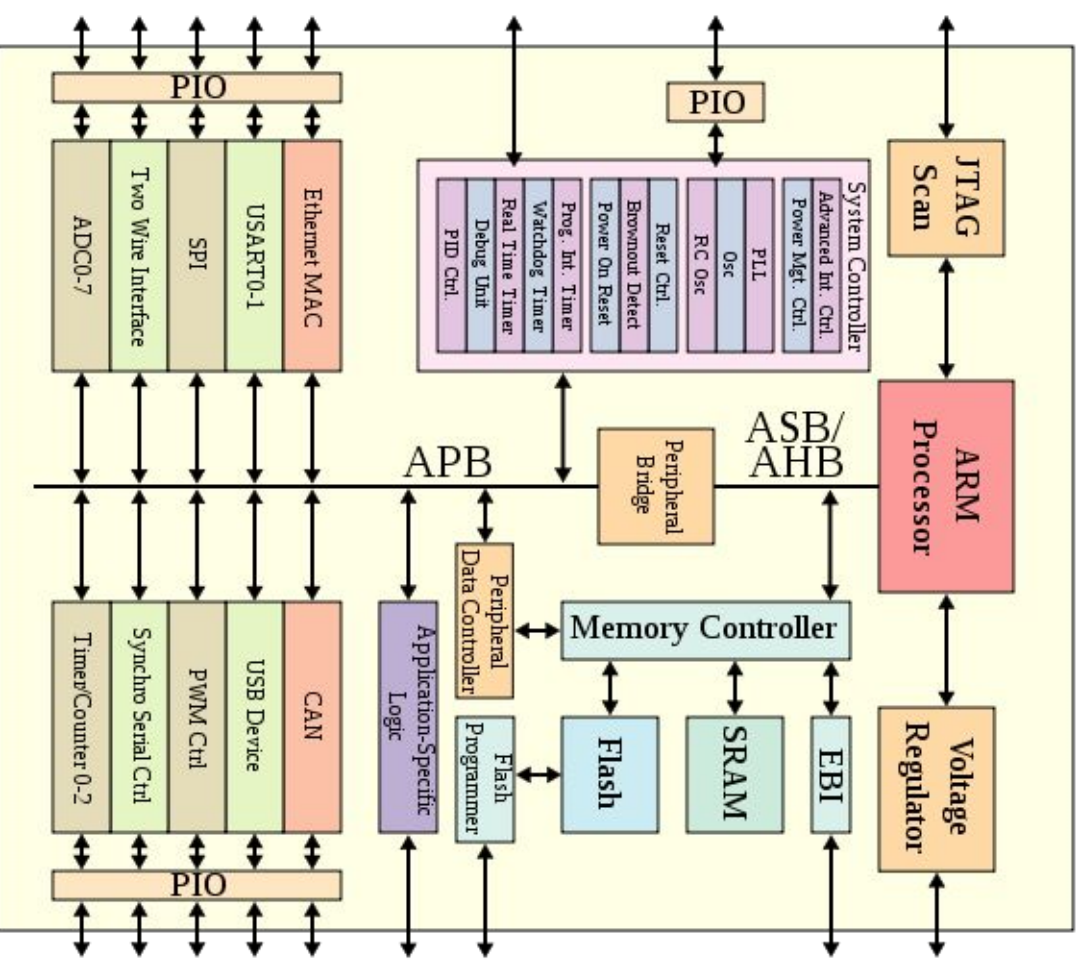 PIO
PIO
JTAG
Scan
ADC0-7
Two Wire Interface
SPI
USART0-1
Ethernet MAC
System Controller
Advanced Int. Ctrl.
Power Mgt. Ctrl.
PLL
Osc
RC Osc
Reset Ctrl.
Brownout Detect
Power On Reset
Prog. Int. Timer
Watchdog Timer
Real Time Timer
Debug Unit
PID Ctrl.
ARM
Processor
ASB/
AHB
Peripheral
Bridge
APB
Peripheral
Data Controller
Memory Controller
Application-Specific
Logic
Flash
Programmer
Flash
SRAM
EBI
Voltage
Regulator
Timer/Counter 0-2
Synchro Serial Ctrl
PWM Ctrl
USB Device
CAN
PIO